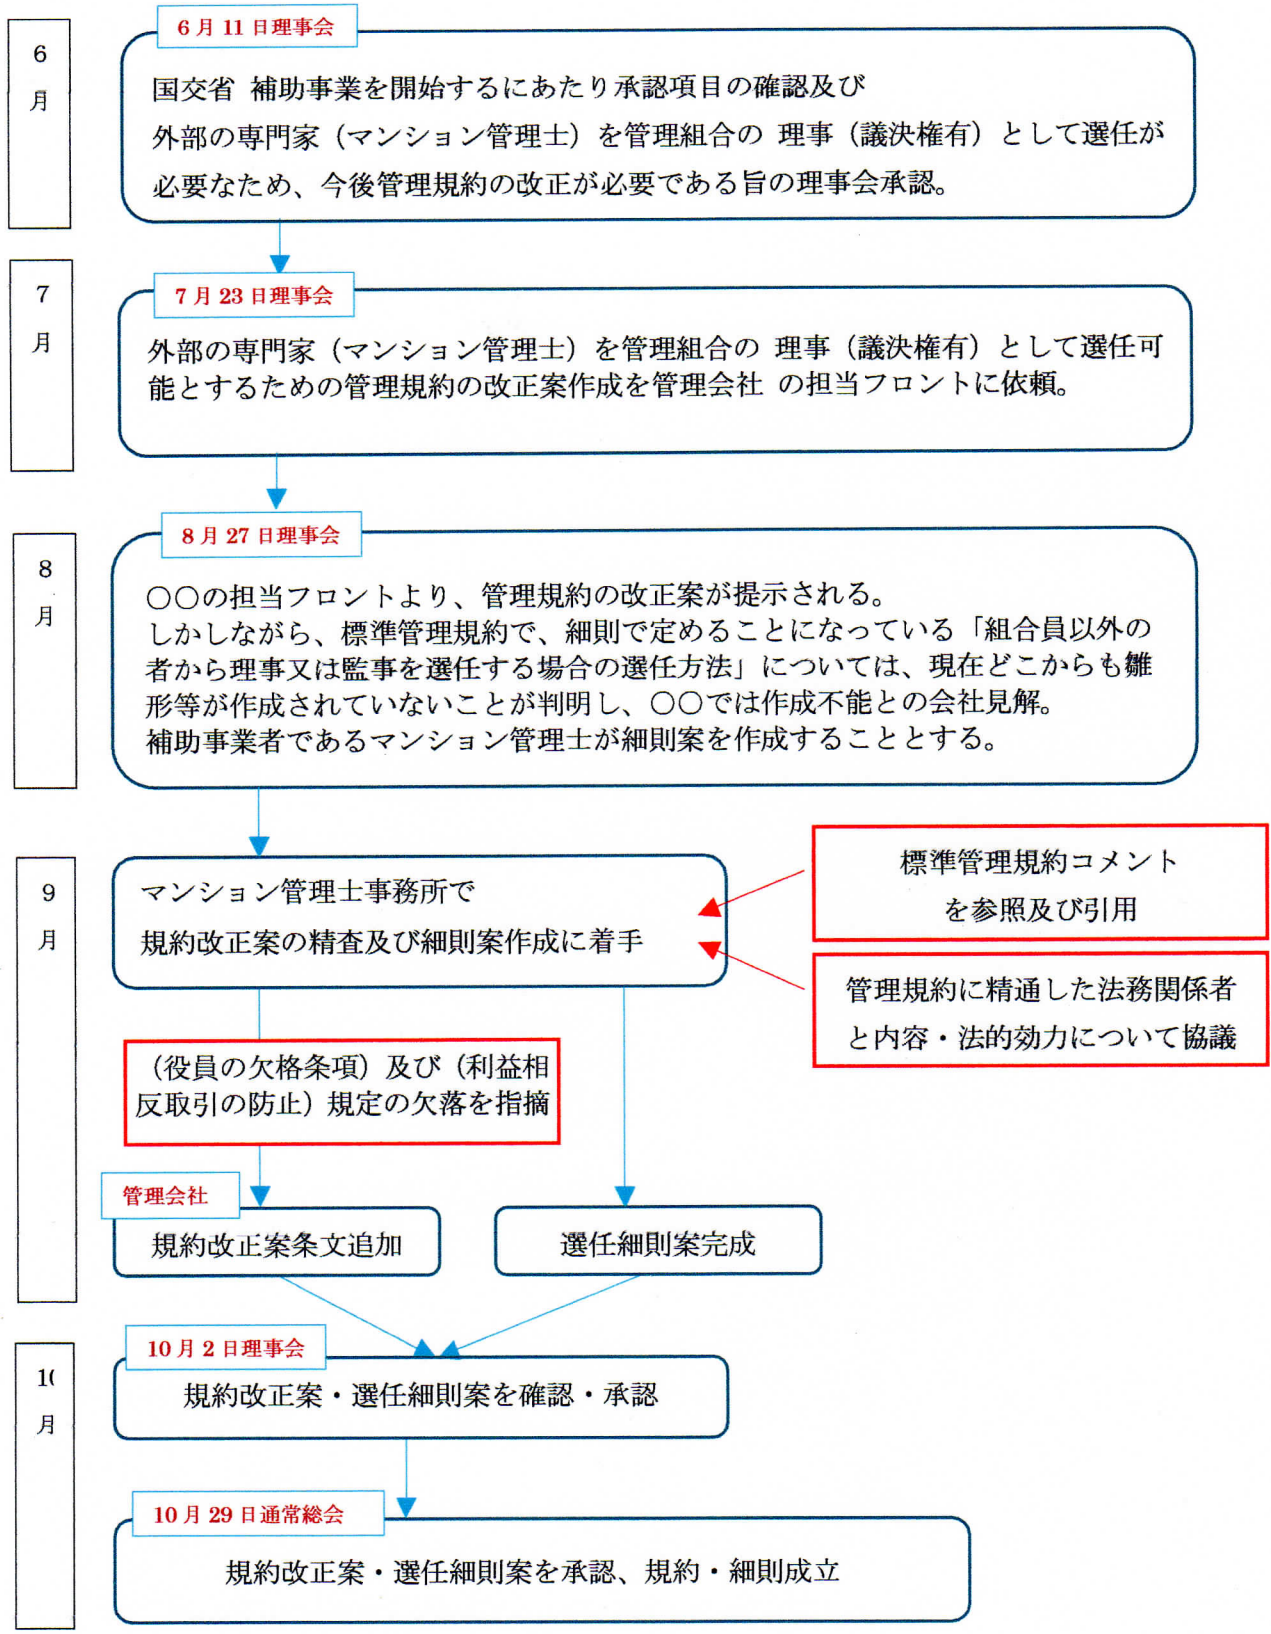 6
月
6月11日理事会
国交省 補助事業を開始するにあたり承認項目の確認及び
外部の専門家（マンション管理士）を管理組合の 理事（議決権有）として選任が
必要なため、今後管理規約の改正が必要である旨の理事会承認。
7
月
7月23日理事会
外部の専門家（マンション管理士）を管理組合の 理事（議決権有）として選任可
能とするための管理規約の改正案作成を管理会社 の担当フロントに依頼。
8
月
8月27日理事会
〇〇の担当フロントより、管理規約の改正案が提示される。
しかしながら、標準管理規約で、細則で定めることになっている「組合員以外の
者から理事又は監事を選任する場合の選任方法」については、現在どこからも雛
形等が作成されていないことが判明し、〇〇では作成不能との会社見解。
補助事業者であるマンション管理士が細則案を作成することとする。
9
月
マンション管理士事務所で
規約改正案の精査及び細則案作成に着手
標準管理規約コメント
を参照及び引用
管理規約に精通した法務関係者
と内容・法的効力について協議
（役員の欠格条項）及び（利益相
反取引の防止）規定の欠落を指摘
管理会社
規約改正案条文追加
選任細則案完成
月
10月2日理事会
規約改正案・選任細則案を確認・承認
10月29日通常総会
規約改正案・選任細則案を承認、規約・細則成立